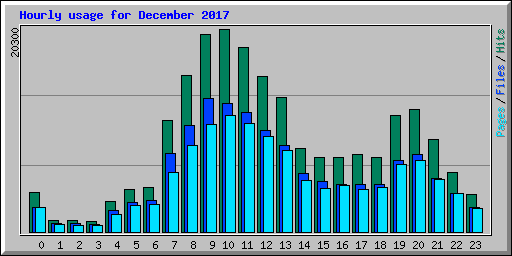 Hourly usage for December 2017
20300
Pages / Files / Hits
0 1 2 3 4 5 6 7 8 9 10 11 12 13 14 15 16 17 18 19 20 21 22 23